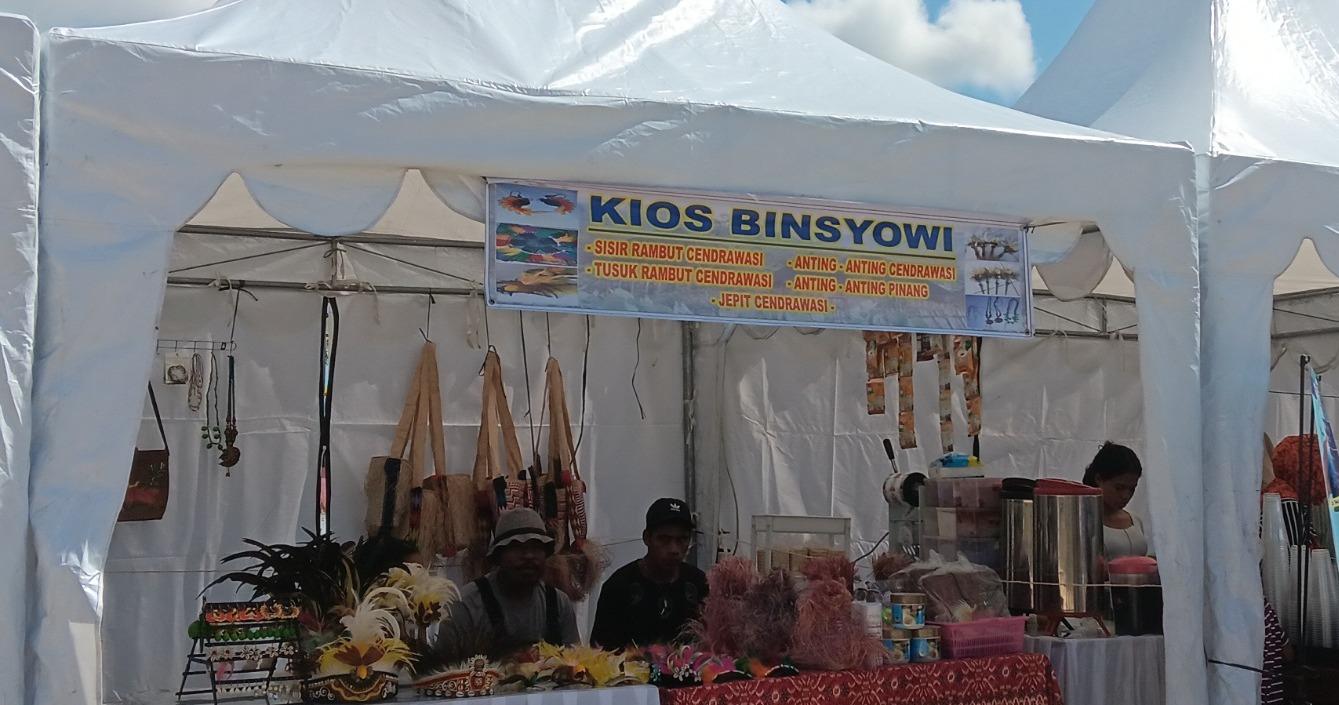 KIOS BINSYOWI
- SISIR RAMBUT CENDRAWASI
- TUSUK RAMBUT CENDRAWASI
- ANTING - ANTING CENDRAWASI
- ANTING - ANTING PINANG
- JEPIT CENDRAWASI -